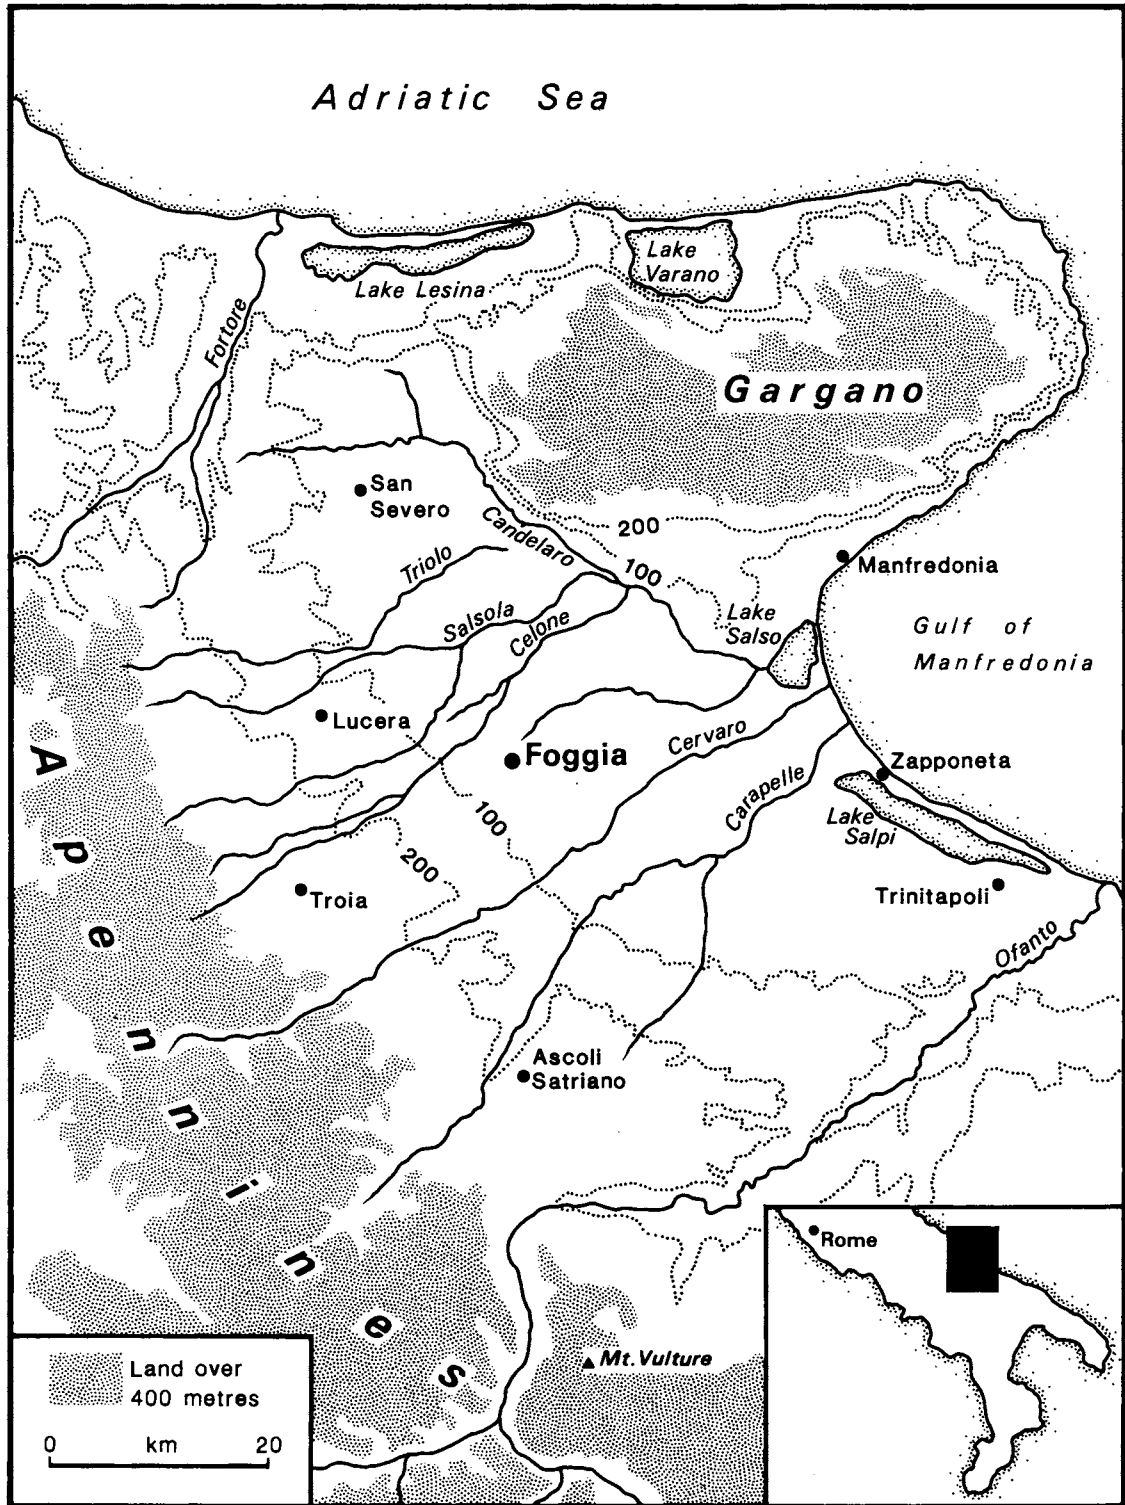 Adriatic Sea
Lake
Varano
Lake Lesina
Fortore
Gargano
San
Severo
Candelaro
200
Triolo
100
Manfredonia
Lake
Salso
Salsola
Celone
Gulf of
Manfredonia
Lucera
Cervaro
Foggia
Zapponeta
Carapelle
100
Lake
Salpi
200
Troia
Trinitapoli
Ofanto
Apennines
Ascoli
Satriano
Rome
Mt. Vulture
Land over
400 metres
0 km 20